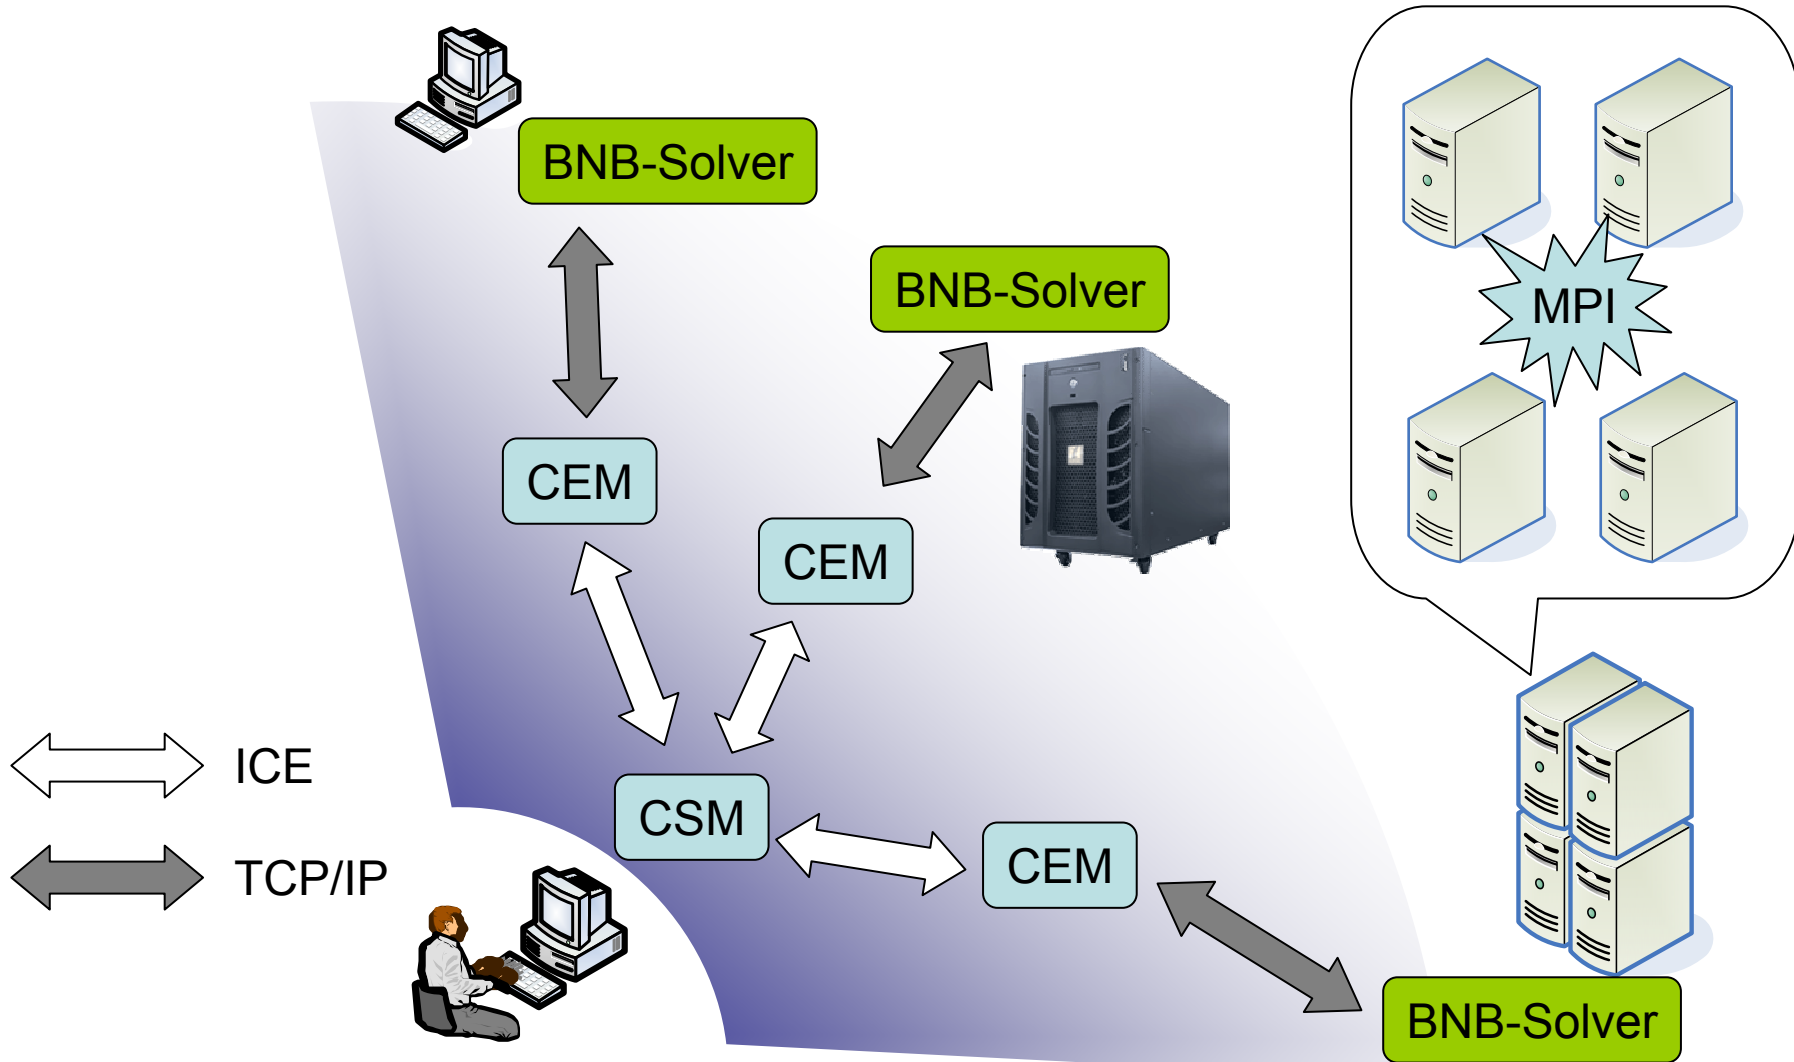 BNB-Solver
BNB-Solver
MPI
CEM
CEM
ICE
CSM
TCP/IP
CEM
BNB-Solver